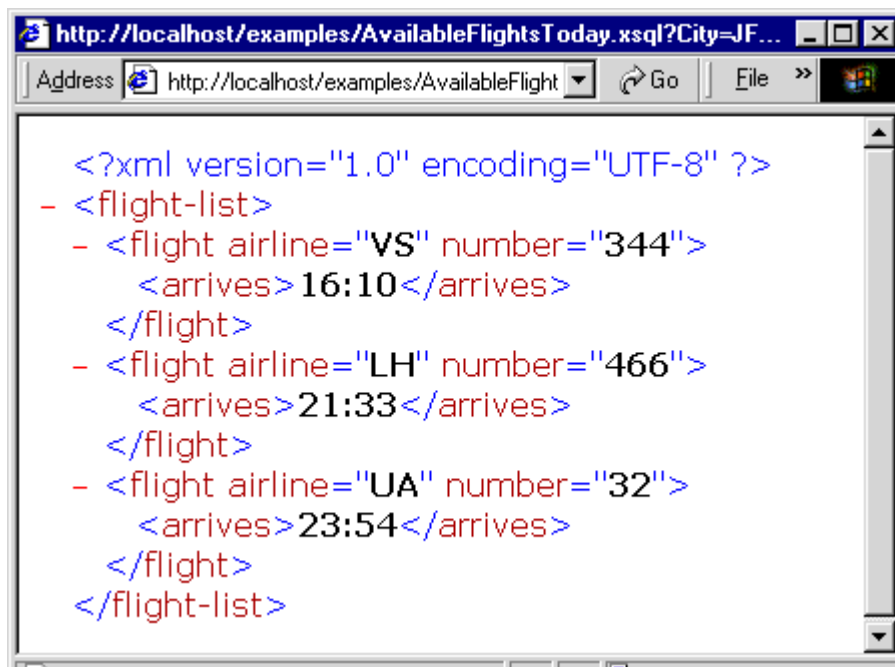 http://localhost/examples/AvailableFlightsToday.xsql?City=JF...
Address http://localhost/examples/AvailableFlight Go File »
<?xml version="1.0" encoding="UTF-8" ?>
- <flight-list>
- <flight airline="VS" number="344">
<arrives>16:10</arrives>
</flight>
- <flight airline="LH" number="466">
<arrives>21:33</arrives>
</flight>
- <flight airline="UA" number="32">
<arrives>23:54</arrives>
</flight>
</flight-list>